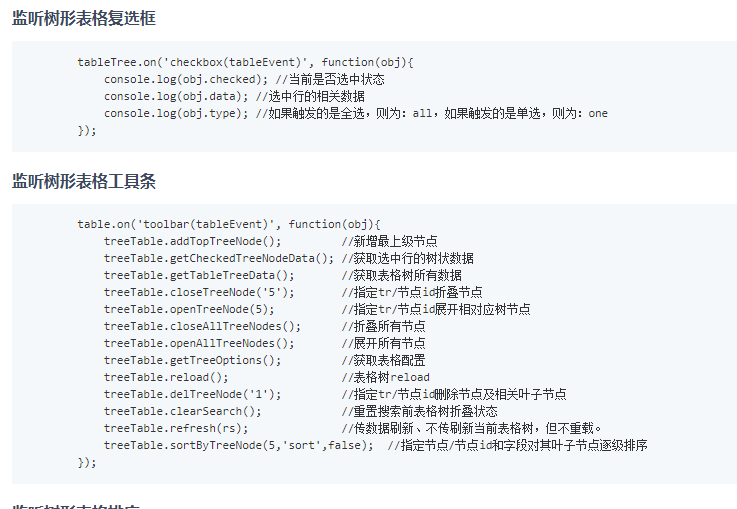 监听树形表格复选框
tableTree.on('checkbox(tableEvent)', function(obj){
console.log(obj.checked); //当前是否选中状态
console.log(obj.data); //选中行的相关数据
console.log(obj.type); //如果触发的是全选，则为：all，如果触发的是单选，则为：one
});
监听树形表格工具条
table.on('toolbar(tableEvent)', function(obj){
treeTable.addTopTreeNode(); //新增最上级节点
treeTable.getCheckedTreeNodeData(); //获取选中行的树状数据
treeTable.getTableTreeData(); //获取表格树所有数据
treeTable.closeTreeNode('5'); //指定tr/节点id折叠节点
treeTable.openTreeNode(5); //指定tr/节点id展开相对应树节点
treeTable.closeAllTreeNodes(); //折叠所有节点
treeTable.openAllTreeNodes(); //展开所有节点
treeTable.getTreeOptions(); //获取表格配置
treeTable.reload(); //表格树reload
treeTable.delTreeNode('1'); //指定tr/节点id删除节点及相关叶子节点
treeTable.clearSearch(); //重置搜索前表格树折叠状态
treeTable.refresh(rs); //传数据刷新、不传刷新当前表格树，但不重载。
treeTable.sortByTreeNode(5,'sort',false); //指定节点/节点id和字段对其叶子节点逐级排序
});
监听树形表格排序